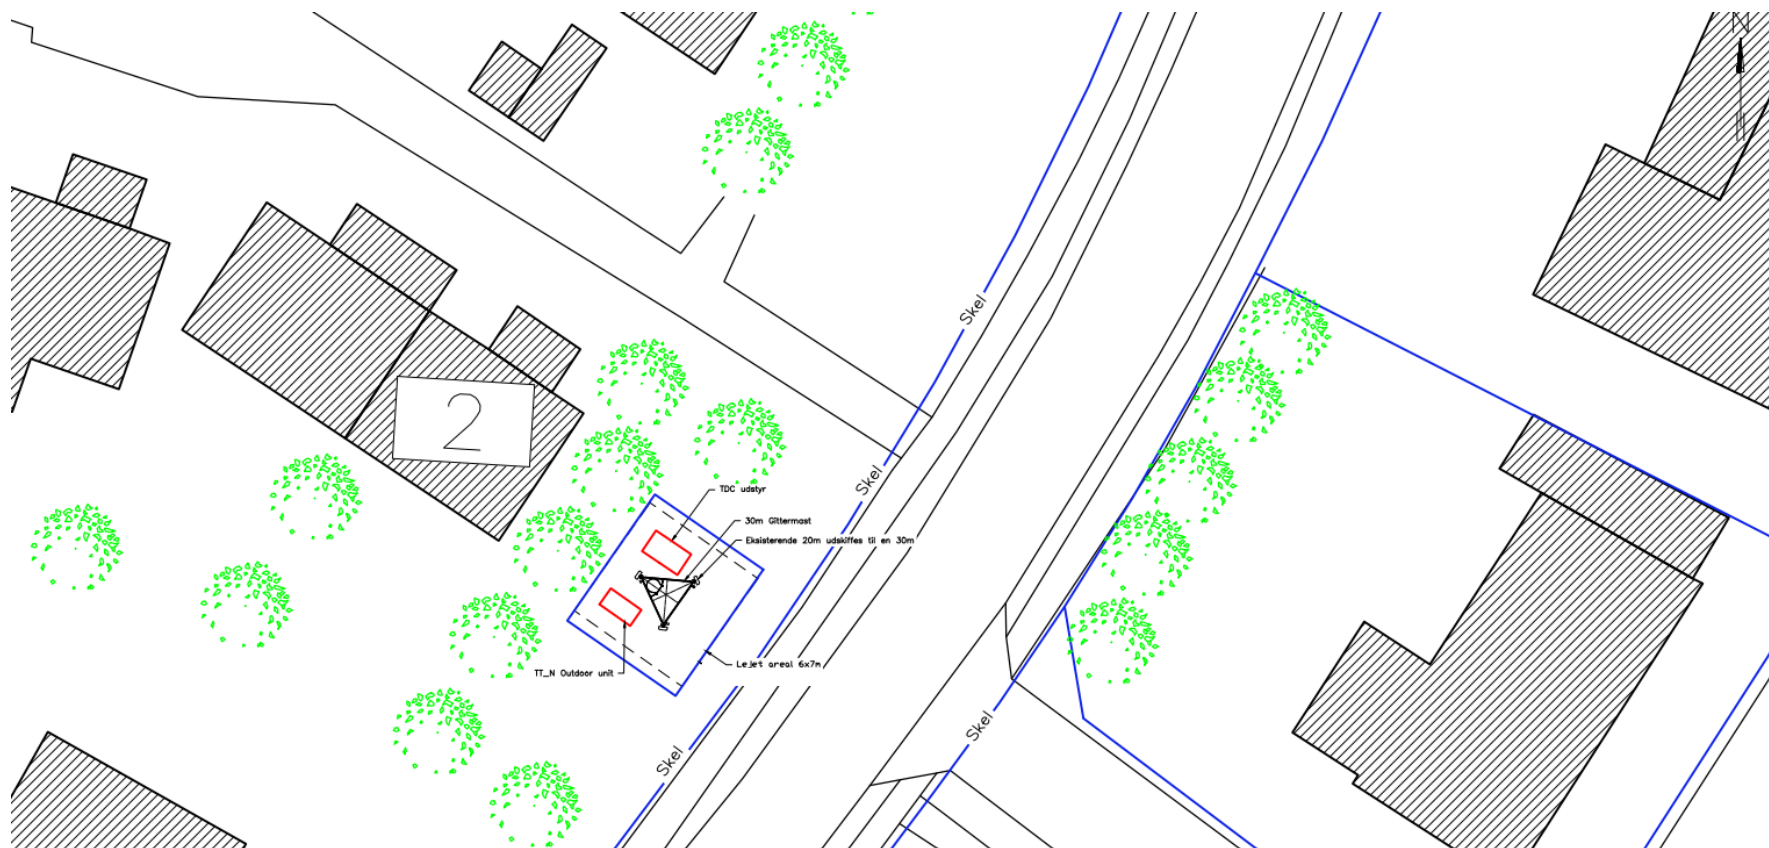 Skel
2
Skel
TDC udstyr
30m Gittermast
Eksisterende 20m udskiftes til en 30m
Lejet areal 6x7m
TT_N Outdoor unit
Skel
Skel